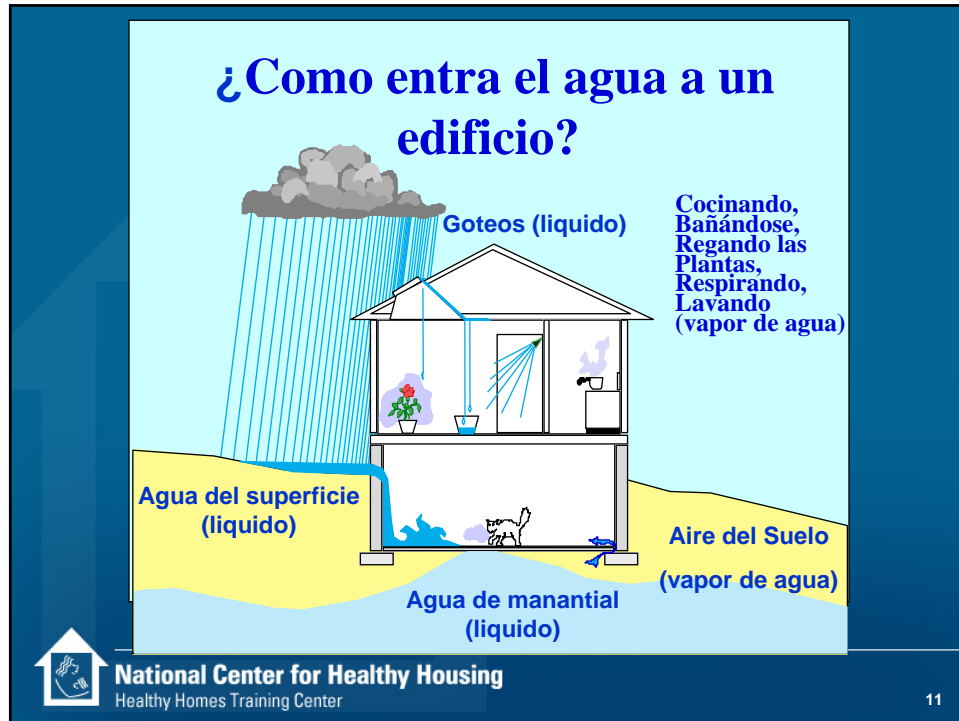 ¿Como entra el agua a un
edificio?
Goteos (liquido)
Cocinando,
Bañándose,
Regando las
Plantas,
Respirando,
Lavando
(vapor de agua)
Agua del superficie
(liquido)
Aire del Suelo
(vapor de agua)
Agua de manantial
(liquido)
National Center for Healthy Housing
Healthy Homes Training Center
11